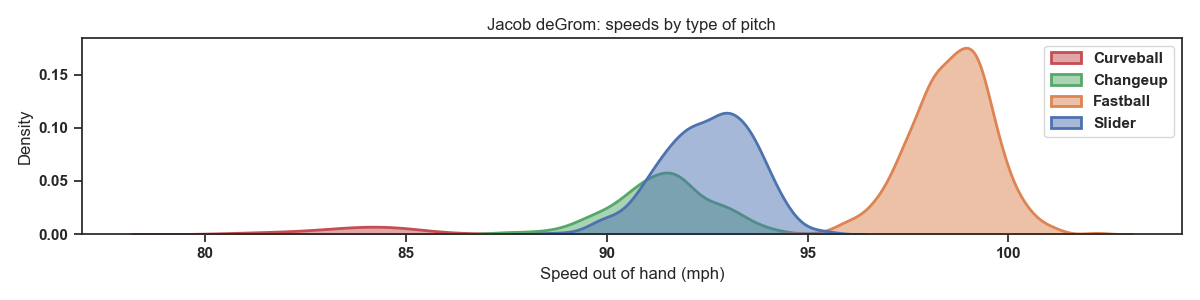 Jacob deGrom: speeds by type of pitch
Density
0.15
0.10
0.05
0.00
Curveball
Changeup
Fastball
Slider
80 85 90 95 100
Speed out of hand (mph)